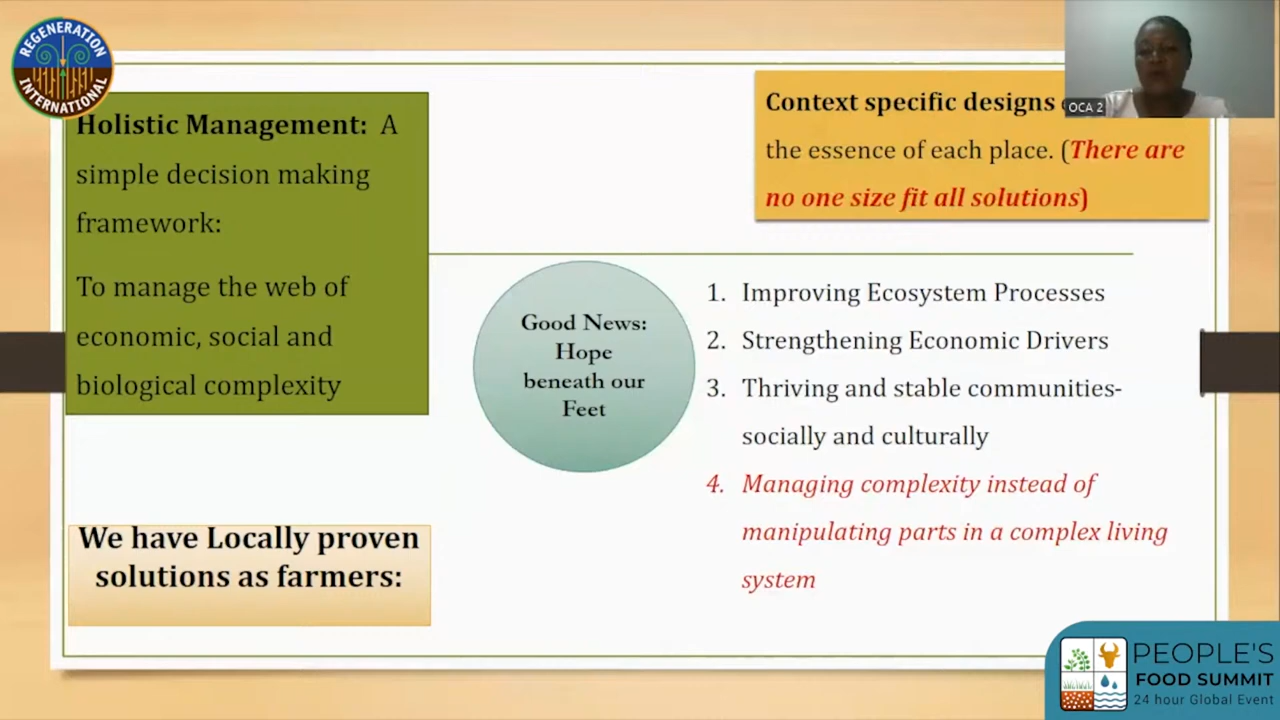 REGENERATION
INTERNATIONAL
Holistic Management: A
simple decision making
framework:
To manage the web of
economic, social and
biological complexity
We have Locally proven
solutions as farmers:
Good News:
Hope
beneath our
Feet
Context specific designs
the essence of each place. (There are
no one size fit all solutions)
OCA 2
1. Improving Ecosystem Processes
2. Strengthening Economic Drivers
3. Thriving and stable communities-
socially and culturally
4. Managing complexity instead of
manipulating parts in a complex living
system
PEOPLE'S
FOOD SUMMIT
24 hour Global Event